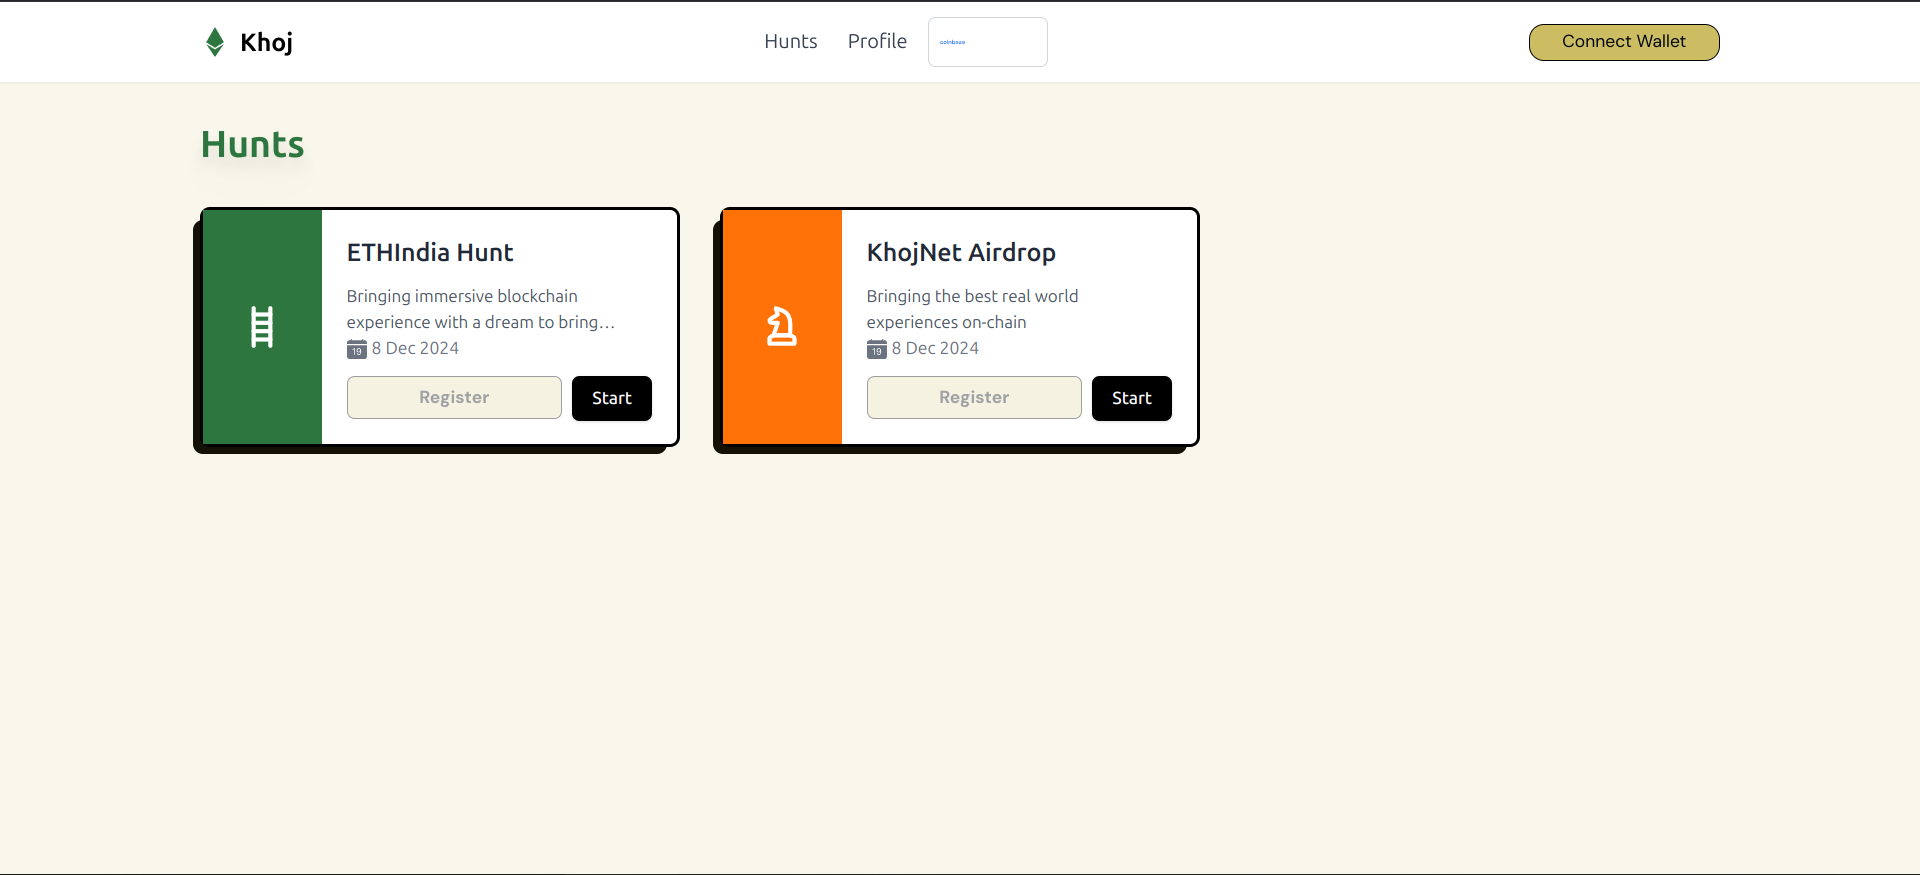 Khoj
Hunts
Profile
coinbase
Connect Wallet
Hunts
ETHIndia Hunt
Bringing immersive blockchain
experience with a dream to bring…
19 8 Dec 2024
Register
Start
KhojNet Airdrop
Bringing the best real world
experiences on-chain
19 8 Dec 2024
Register
Start